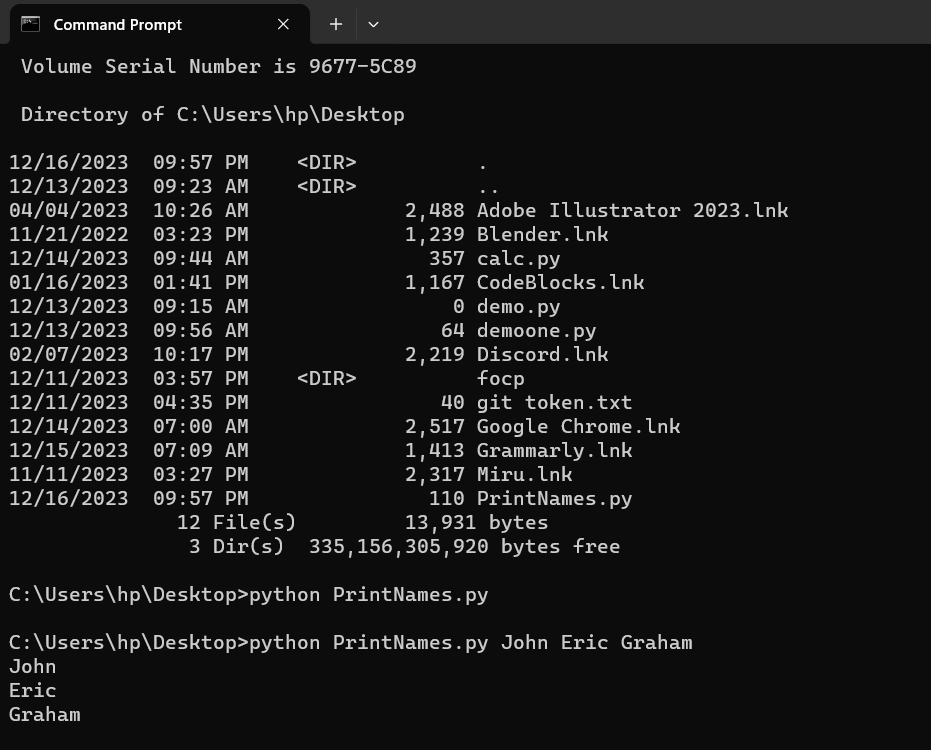 Command Prompt
Volume Serial Number is 9677-5C89
Directory of C:\Users\hp\Desktop
12/16/2023  09:57 PM    <DIR>          .
12/13/2023  09:23 AM    <DIR>          ..
04/04/2023  10:26 AM             2,488 Adobe Illustrator 2023.lnk
11/21/2022  03:23 PM             1,239 Blender.lnk
12/14/2023  09:44 AM               357 calc.py
01/16/2023  01:41 PM             1,167 CodeBlocks.lnk
12/13/2023  09:15 AM                 0 demo.py
12/13/2023  09:56 AM                64 demoone.py
02/07/2023  10:17 PM             2,219 Discord.lnk
12/11/2023  03:57 PM    <DIR>          focp
12/11/2023  04:35 PM                40 git token.txt
12/14/2023  07:00 AM             2,517 Google Chrome.lnk
12/15/2023  07:09 AM             1,413 Grammarly.lnk
11/11/2023  03:27 PM             2,317 Miru.lnk
12/16/2023  09:57 PM               110 PrintNames.py
12 File(s)         13,931 bytes
3 Dir(s)  335,156,305,920 bytes free
C:\Users\hp\Desktop>python PrintNames.py
C:\Users\hp\Desktop>python PrintNames.py John Eric Graham
John
Eric
Graham